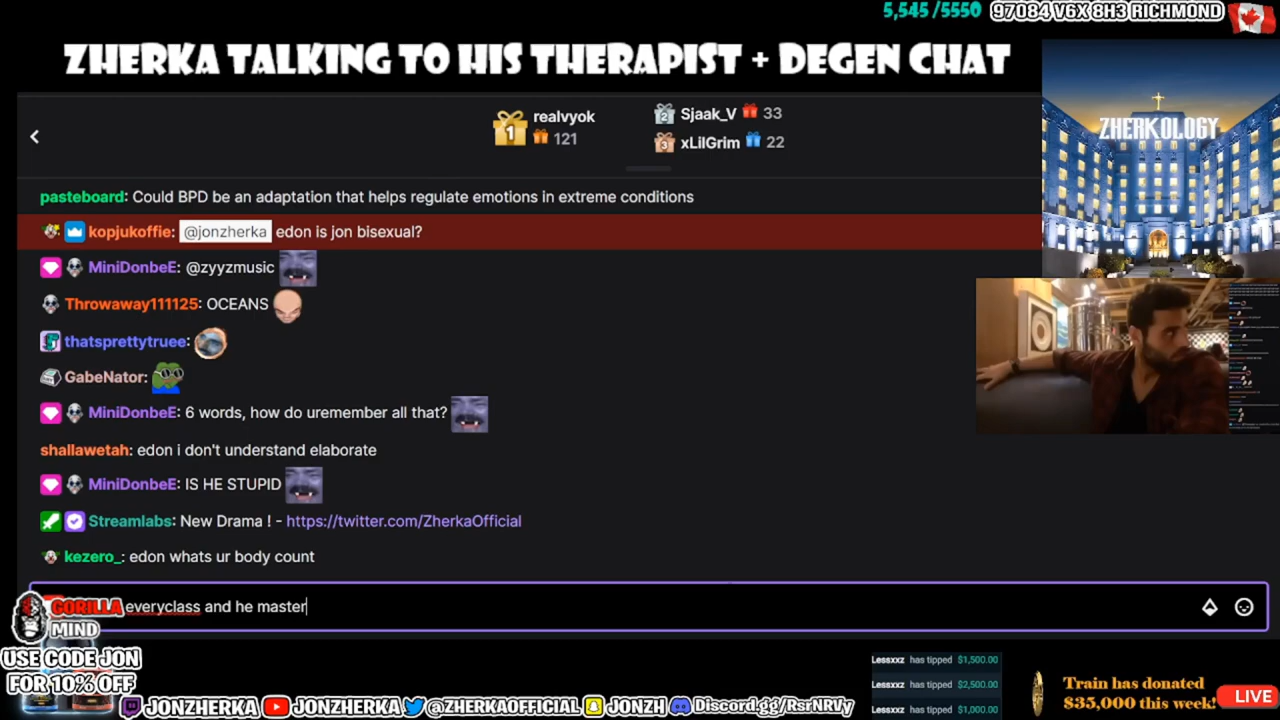 5,545 /5550
97084 V6X 8H3 RICHMOND
ZHERKA TALKING TO HIS THERAPIST + DEGEN CHAT
ZHERKOLOGY
1 realvyok 121
2 Sjaak_V 33
3 xLilGrim 22
pasteboard: Could BPD be an adaptation that helps regulate emotions in extreme conditions
kopjukoffie: @jonzherka edon is jon bisexual?
MiniDonbeE: @zyyzmusic
Throwaway111125: OCEANS
thatsprettytruee:
GabeNator:
MiniDonbeE: 6 words, how do uremember all that?
shallawetah: edon i don't understand elaborate
MiniDonbeE: IS HE STUPID
Streamlabs: New Drama ! - https://twitter.com/ZherkaOfficial
kezero_: edon whats ur body count
everyclass and he master
GORILLA
MIND
USE CODE JON
FOR 10% OFF
JONZHERKA JONZHERKA @ZHERKAOFFICIAL JONZH Discord.gg/RsrNRVy
Lessxxz has tipped $1,500.00
Lessxxz has tipped $2,500.00
Lessxxz has tipped $1,000.00
Train has donated
$35,000 this week!
LIVE